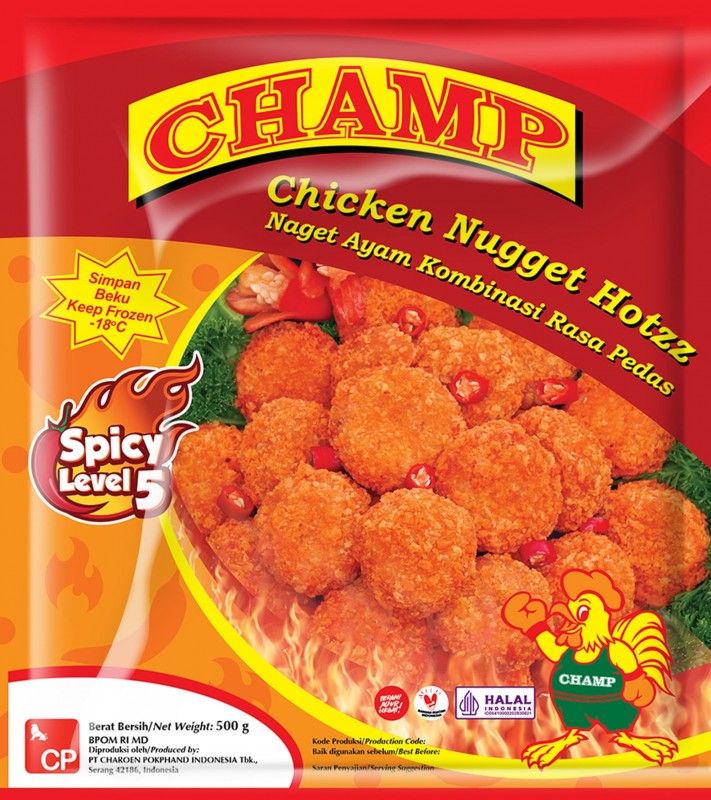 CHAMP
Chicken Nugget Hotzz
Naget Ayam Kombinasi Rasa Pedas
Simpan
Beku
Keep Frozen
-18°C
Spicy
Level 5
CHAMP
HALAL
INDONESIA
CP
Berat Bersih/Net Weight: 500 g
BPOM RI MD
Diproduksi oleh/Produced by:
PT CHAROEN POKPHAND INDONESIA Tbk.,
Serang 42186, Indonesia
Kode Produksi/Production Code:
Baik digunakan sebelum/Best Before:
Saran Penyajian/Serving Suggestion